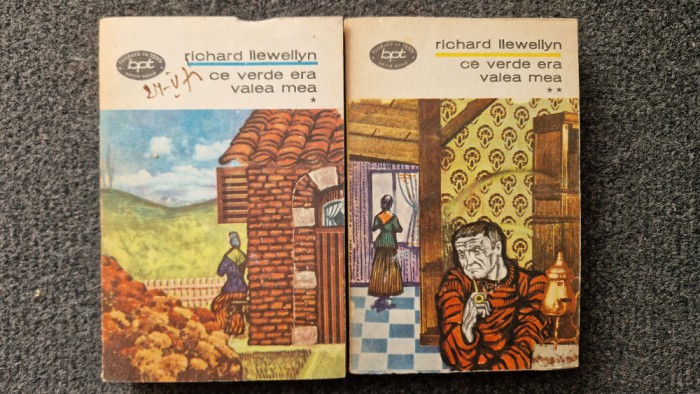 bpt
richard llewellyn
ce verde era
valea mea
*
bpt
richard llewellyn
ce verde era
valea mea
**